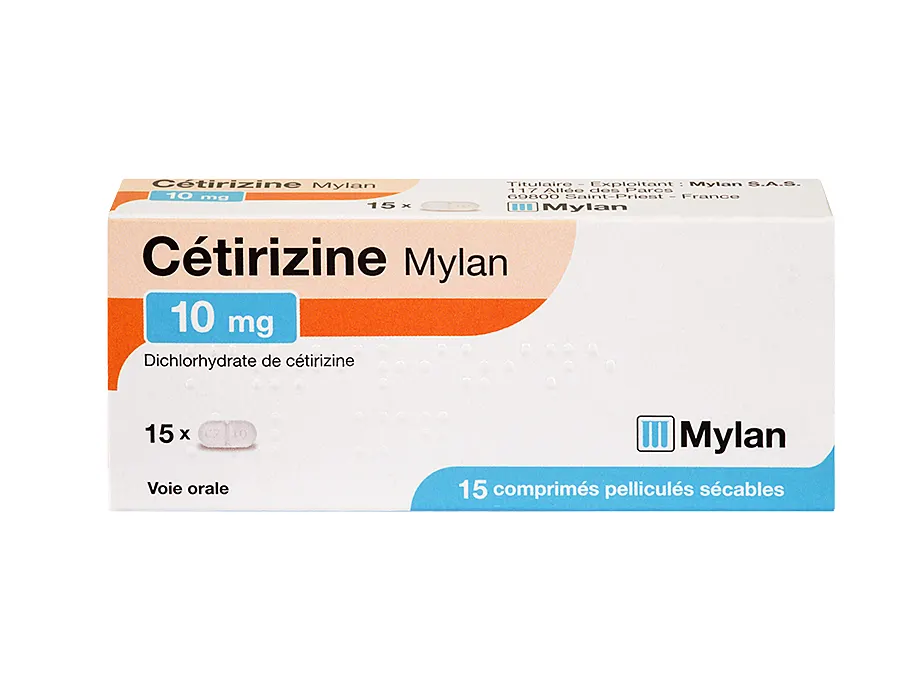 Cétirizine Mylan
10 mg
15 x
Titulaire - Exploitant : Mylan S.A.S.
117 Allée des Parcs
69800 Saint-Priest - France
Mylan
Cétirizine Mylan
10 mg
Dichlorhydrate de cétirizine
15 x
Mylan
Voie orale
15 comprimés pelliculés sécables